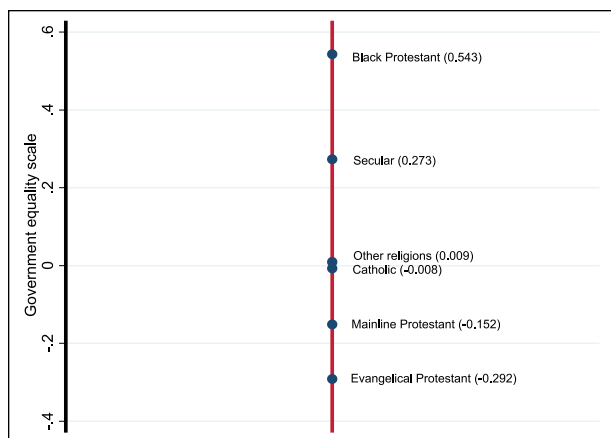 Government equality scale
.6
.4
.2
0
-.2
-.4
Black Protestant (0.543)
Secular (0.273)
Other religions (0.009)
Catholic (-0.008)
Mainline Protestant (-0.152)
Evangelical Protestant (-0.292)